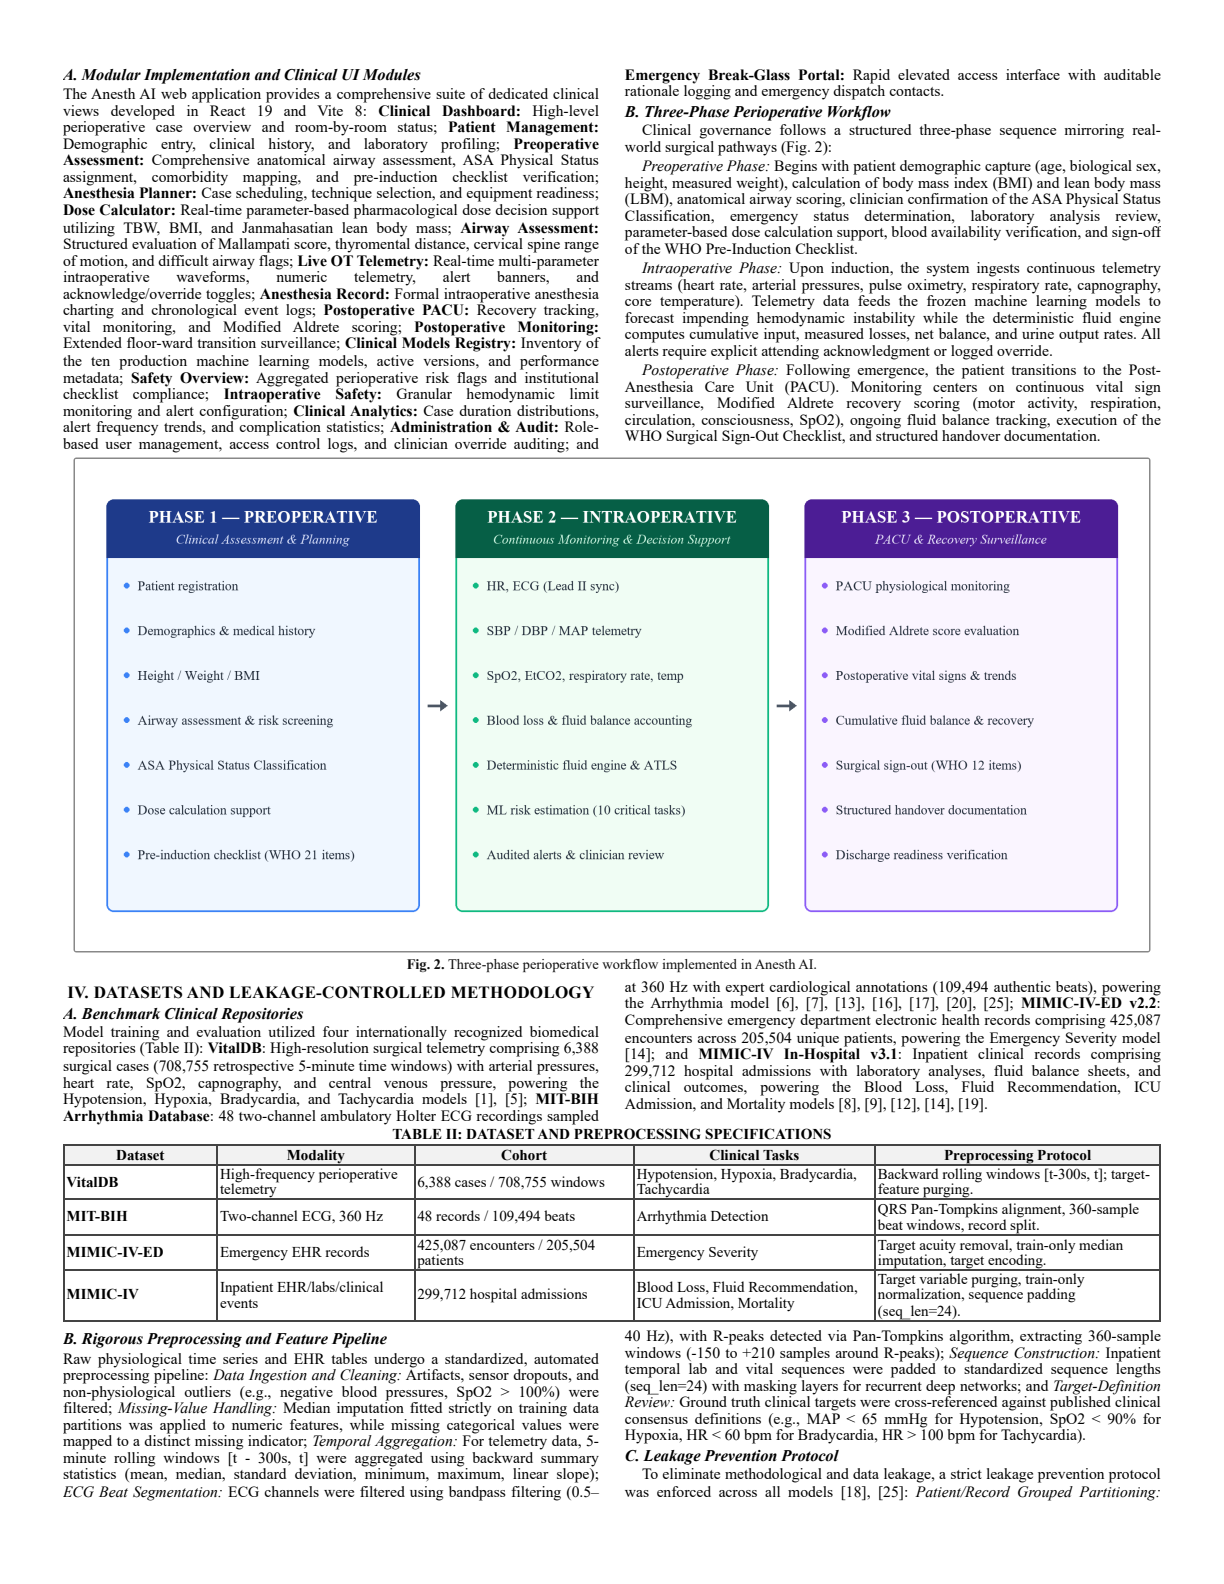 A. Modular Implementation and Clinical UI Modules
The Anesth AI web application provides a comprehensive suite of dedicated clinical
views developed in React 19 and Vite 8: Clinical Dashboard: High-level
perioperative case overview and room-by-room status; Patient Management:
Demographic entry, clinical history, and laboratory profiling; Preoperative
Assessment: Comprehensive anatomical airway assessment, ASA Physical Status
assignment, comorbidity mapping, and pre-induction checklist verification;
Anesthesia Planner: Case scheduling, technique selection, and equipment readiness;
Dose Calculator: Real-time parameter-based pharmacological dose decision support
utilizing TBW, BMI, and Janmahasatian lean body mass; Airway Assessment:
Structured evaluation of Mallampati score, thyromental distance, cervical spine range
of motion, and difficult airway flags; Live OT Telemetry: Real-time multi-parameter
intraoperative waveforms, numeric telemetry, alert banners, and
acknowledge/override toggles; Anesthesia Record: Formal intraoperative anesthesia
charting and chronological event logs; Postoperative PACU: Recovery tracking,
vital monitoring, and Modified Aldrete scoring; Postoperative Monitoring:
Extended floor-ward transition surveillance; Clinical Models Registry: Inventory of
the ten production machine learning models, active versions, and performance
metadata; Safety Overview: Aggregated perioperative risk flags and institutional
checklist compliance; Intraoperative Safety: Granular hemodynamic limit
monitoring and alert configuration; Clinical Analytics: Case duration distributions,
alert frequency trends, and complication statistics; Administration & Audit: Role-
based user management, access control logs, and clinician override auditing; and
Emergency Break-Glass Portal: Rapid elevated access interface with auditable
rationale logging and emergency dispatch contacts.
B. Three-Phase Perioperative Workflow
Clinical governance follows a structured three-phase sequence mirroring real-
world surgical pathways (Fig. 2):
Preoperative Phase: Begins with patient demographic capture (age, biological sex,
height, measured weight), calculation of body mass index (BMI) and lean body mass
(LBM), anatomical airway scoring, clinician confirmation of the ASA Physical Status
Classification, emergency status determination, laboratory analysis review,
parameter-based dose calculation support, blood availability verification, and sign-off
of the WHO Pre-Induction Checklist.
Intraoperative Phase: Upon induction, the system ingests continuous telemetry
streams (heart rate, arterial pressures, pulse oximetry, respiratory rate, capnography,
core temperature). Telemetry data feeds the frozen machine learning models to
forecast impending hemodynamic instability while the deterministic fluid engine
computes cumulative input, measured losses, net balance, and urine output rates. All
alerts require explicit attending acknowledgment or logged override.
Postoperative Phase: Following emergence, the patient transitions to the Post-
Anesthesia Care Unit (PACU). Monitoring centers on continuous vital sign
surveillance, Modified Aldrete recovery scoring (motor activity, respiration,
circulation, consciousness, SpO2), ongoing fluid balance tracking, execution of the
WHO Surgical Sign-Out Checklist, and structured handover documentation.
PHASE 1 — PREOPERATIVE
Clinical Assessment & Planning
• Patient registration
• Demographics & medical history
• Height / Weight / BMI
• Airway assessment & risk screening
• ASA Physical Status Classification
• Dose calculation support
• Pre-induction checklist (WHO 21 items)
PHASE 2 — INTRAOPERATIVE
Continuous Monitoring & Decision Support
• HR, ECG (Lead II sync)
• SBP / DBP / MAP telemetry
• SpO2, EtCO2, respiratory rate, temp
• Blood loss & fluid balance accounting
• Deterministic fluid engine & ATLS
• ML risk estimation (10 critical tasks)
• Audited alerts & clinician review
PHASE 3 — POSTOPERATIVE
PACU & Recovery Surveillance
• PACU physiological monitoring
• Modified Aldrete score evaluation
• Postoperative vital signs & trends
• Cumulative fluid balance & recovery
• Surgical sign-out (WHO 12 items)
• Structured handover documentation
• Discharge readiness verification
Fig. 2. Three-phase perioperative workflow implemented in Anesth AI.
IV. DATASETS AND LEAKAGE-CONTROLLED METHODOLOGY
A. Benchmark Clinical Repositories
Model training and evaluation utilized four internationally recognized biomedical
repositories (Table II): VitalDB: High-resolution surgical telemetry comprising 6,388
surgical cases (708,755 retrospective 5-minute time windows) with arterial pressures,
heart rate, SpO2, capnography, and central venous pressure, powering the
Hypotension, Hypoxia, Bradycardia, and Tachycardia models [1], [5]; MIT-BIH
Arrhythmia Database: 48 two-channel ambulatory Holter ECG recordings sampled
at 360 Hz with expert cardiological annotations (109,494 authentic beats), powering
the Arrhythmia model [6], [7], [13], [16], [17], [20], [25]; MIMIC-IV-ED v2.2:
Comprehensive emergency department electronic health records comprising 425,087
encounters across 205,504 unique patients, powering the Emergency Severity model
[14]; and MIMIC-IV In-Hospital v3.1: Inpatient clinical records comprising
299,712 hospital admissions with laboratory analyses, fluid balance sheets, and
clinical outcomes, powering the Blood Loss, Fluid Recommendation, ICU
Admission, and Mortality models [8], [9], [12], [14], [19].
TABLE II: DATASET AND PREPROCESSING SPECIFICATIONS
Dataset Modality Cohort Clinical Tasks Preprocessing Protocol
VitalDB
High-frequency perioperative
telemetry
6,388 cases / 708,755 windows
Hypotension, Hypoxia, Bradycardia,
Tachycardia
Backward rolling windows [t-300s, t]; target-
feature purging.
MIT-BIH
Two-channel ECG, 360 Hz
48 records / 109,494 beats
Arrhythmia Detection
QRS Pan-Tompkins alignment, 360-sample
beat windows, record split.
MIMIC-IV-ED
Emergency EHR records
425,087 encounters / 205,504
patients
Emergency Severity
Target acuity removal, train-only median
imputation, target encoding.
MIMIC-IV
Inpatient EHR/labs/clinical
events
299,712 hospital admissions
Blood Loss, Fluid Recommendation,
ICU Admission, Mortality
Target variable purging, train-only
normalization, sequence padding
(seq_len=24).
B. Rigorous Preprocessing and Feature Pipeline
Raw physiological time series and EHR tables undergo a standardized, automated
preprocessing pipeline: Data Ingestion and Cleaning: Artifacts, sensor dropouts, and
non-physiological outliers (e.g., negative blood pressures, SpO2 > 100%) were
filtered; Missing-Value Handling: Median imputation fitted strictly on training data
partitions was applied to numeric features, while missing categorical values were
mapped to a distinct missing indicator; Temporal Aggregation: For telemetry data, 5-
minute rolling windows [t - 300s, t] were aggregated using backward summary
statistics (mean, median, standard deviation, minimum, maximum, linear slope);
ECG Beat Segmentation: ECG channels were filtered using bandpass filtering (0.5–
40 Hz), with R-peaks detected via Pan-Tompkins algorithm, extracting 360-sample
windows (-150 to +210 samples around R-peaks); Sequence Construction: Inpatient
temporal lab and vital sequences were padded to standardized sequence lengths
(seq_len=24) with masking layers for recurrent deep networks; and Target-Definition
Review: Ground truth clinical targets were cross-referenced against published clinical
consensus definitions (e.g., MAP < 65 mmHg for Hypotension, SpO2 < 90% for
Hypoxia, HR < 60 bpm for Bradycardia, HR > 100 bpm for Tachycardia).
C. Leakage Prevention Protocol
To eliminate methodological and data leakage, a strict leakage prevention protocol
was enforced across all models [18], [25]: Patient/Record Grouped Partitioning: